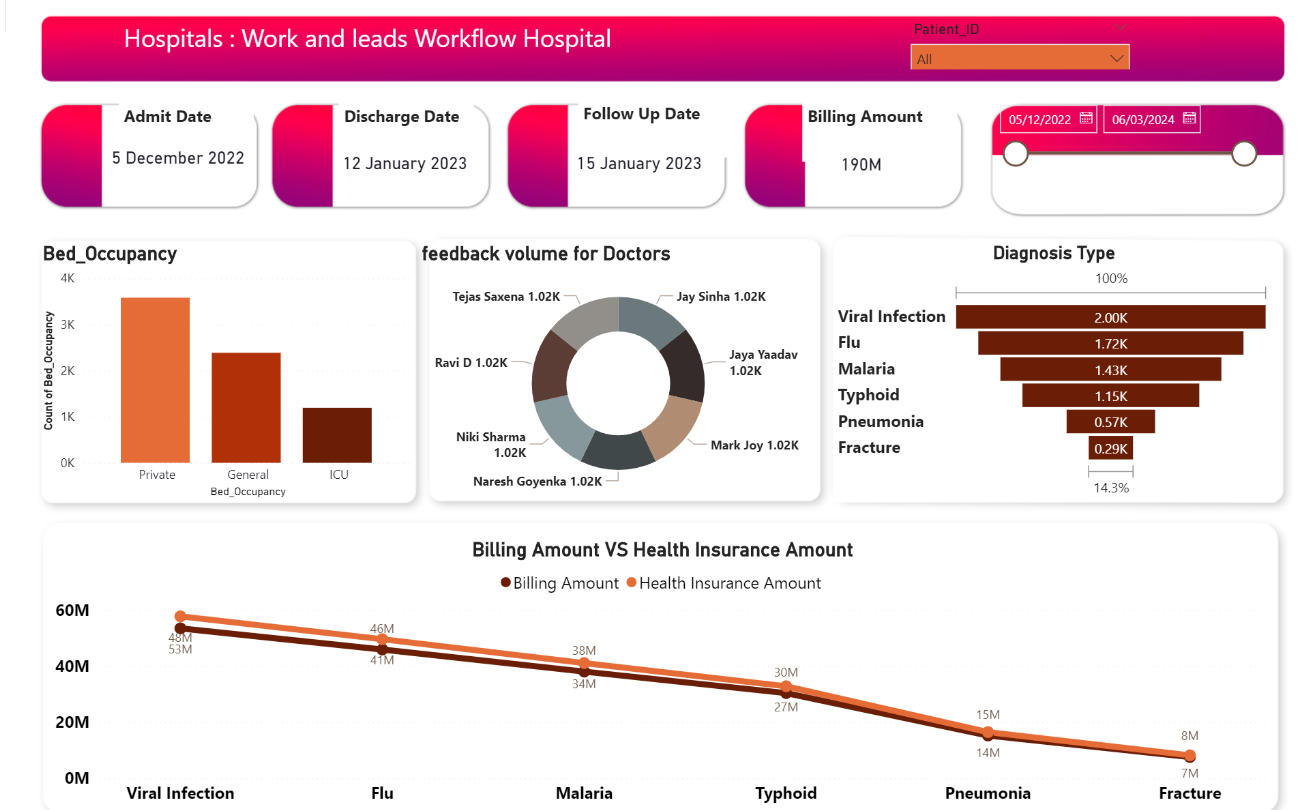 Hospitals : Work and leads Workflow Hospital
Patient_ID
All
Admit Date
5 December 2022
Discharge Date
12 January 2023
Follow Up Date
15 January 2023
Billing Amount
190M
05/12/2022
06/03/2024
Bed_Occupancy
Count of Bed_Occupancy
4K
3K
2K
1K
0K
Private
General
ICU
Bed_Occupancy
feedback volume for Doctors
Tejas Saxena 1.02K
Jay Sinha 1.02K
Ravi D 1.02K
Jaya Yaadav
1.02K
Niki Sharma
1.02K
Mark Joy 1.02K
Naresh Goyenka 1.02K
Diagnosis Type
100%
Viral Infection 2.00K
Flu 1.72K
Malaria 1.43K
Typhoid 1.15K
Pneumonia 0.57K
Fracture 0.29K
14.3%
Billing Amount VS Health Insurance Amount
Billing Amount Health Insurance Amount
60M
40M
20M
0M
48M
53M
46M
41M
38M
34M
30M
27M
15M
14M
8M
7M
Viral Infection
Flu
Malaria
Typhoid
Pneumonia
Fracture